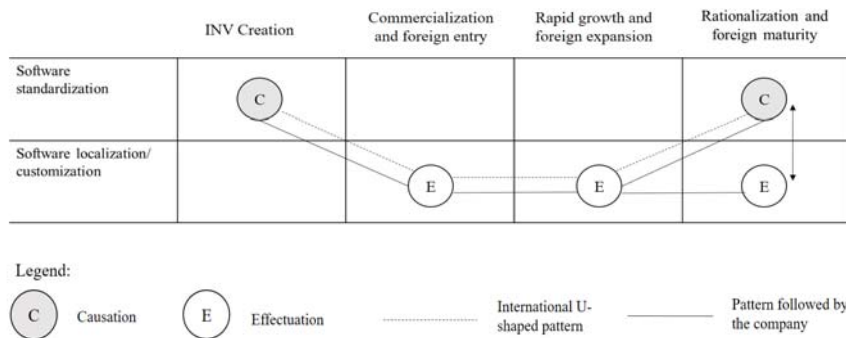 INV Creation
Commercialization
and foreign entry
Rapid growth and
foreign expansion
Rationalization and
foreign maturity
Software
standardization
C
C
Software localization/
customization
E
E
E
Legend:
C
Causation
E
Effectuation
International U-
shaped pattern
Pattern followed by
the company